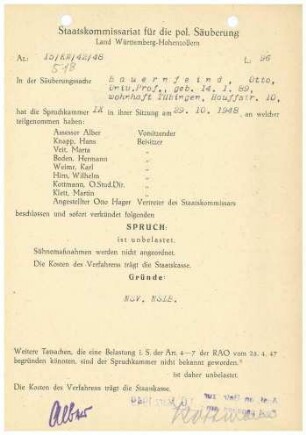 Staatskommissariat für die pol. Säuberung
Land Württemberg-Hohenzollern
Az: 15/KV/42/48 L. 96
518
In der Säuberungssache Bauernfeind, Otto,
Univ.Prof., geb. 14. 1. 89,
wohnhaft Tübingen, Hauffstr. 10,
hat die Spruchkammer IX in ihrer Sitzung am 29. 10. 1948, an welcher
teilgenommen haben:
Assessor Alber Vorsitzender
Knapp, Hans Beisitzer
Veit, Marta
Boden, Hermann
Weimr, Karl
Hirn, Wilhelm
Kottmann, O.Stud.Dir.
Klett, Martin
Angestellter Otto Hager Vertreter des Staatskommissars
beschlossen und sofort verkündet folgenden
SPRUCH:
ist unbelastet.
Sühnemaßnahmen werden nicht angeordnet.
Die Kosten des Verfahrens trägt die Staatskasse.
Gründe:
Weitere Tatsachen, die eine Belastung i. S. der Art. 4—7 der RAO vom 23. 4. 47
begründen könnten, sind der Spruchkammer nicht bekannt geworden.
ist daher unbelastet.
Die Kosten des Verfahrens trägt die Staatskasse.
Alber